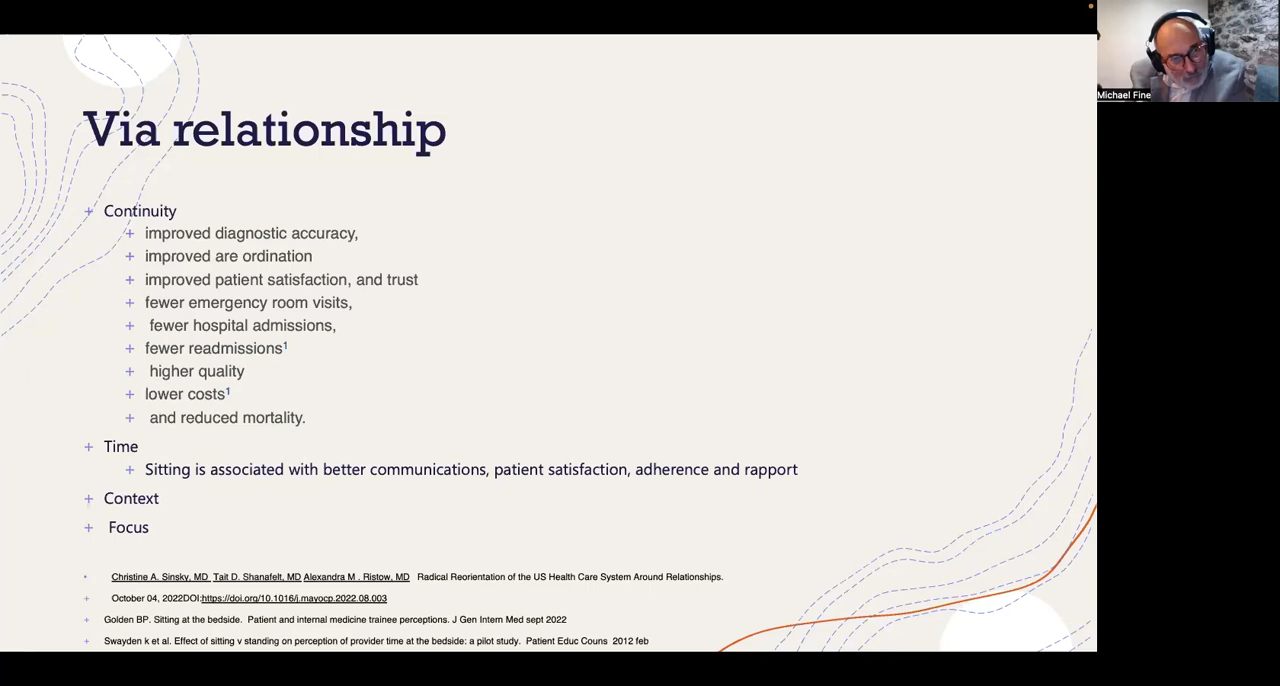 Via relationship
+ Continuity
+ improved diagnostic accuracy,
+ improved are ordination
+ improved patient satisfaction, and trust
+ fewer emergency room visits,
+ fewer hospital admissions,
+ fewer readmissions¹
+ higher quality
+ lower costs¹
+ and reduced mortality.
+ Time
+ Sitting is associated with better communications, patient satisfaction, adherence and rapport
+ Context
+ Focus
• Christine A. Sinsky, MD Tait D. Shanafelt, MD Alexandra M . Ristow, MD Radical Reorientation of the US Health Care System Around Relationships.
+ October 04, 2022DOI:https://doi.org/10.1016/j.mayocp.2022.08.003
+ Golden BP. Sitting at the bedside. Patient and internal medicine trainee perceptions. J Gen Intern Med sept 2022
+ Swayden k et al. Effect of sitting v standing on perception of provider time at the bedside: a pilot study. Patient Educ Couns 2012 feb
Michael Fine